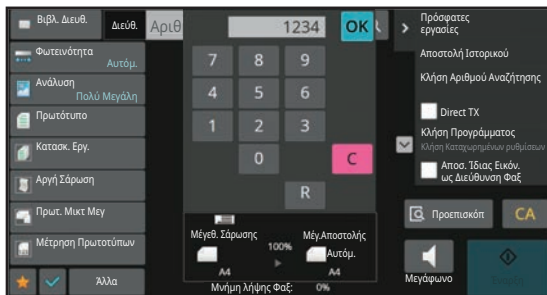 Βιβλ. Διευθ.
Διεύθ.
Αριθ
1234
OK
Φωτεινότητα
Αυτόμ.
Ανάλυση
Πολύ Μεγάλη
Πρωτότυπο
Κατασκ. Εργ.
Αργή Σάρωση
Πρωτ. Μικτ Μεγ
Μέτρηση Πρωτοτύπων
Άλλα
7 8 9
4 5 6
1 2 3
0 C
R
Μέγεθ. Σάρωσης
100%
Μέγ.Αποστολής
Αυτόμ.
A4
A4
Μνήμη λήψης Φαξ: 0%
Πρόσφατες
εργασίες
Αποστολή Ιστορικού
Κλήση Αριθμού Αναζήτησης
Direct TX
Κλήση Προγράμματος
Κλήση Καταχωρημένων ρυθμίσεων
Αποσ. Ίδιας Εικόν.
ως Διεύθυνση Φαξ
Προεπισκόπ
CA
Μεγάφωνο